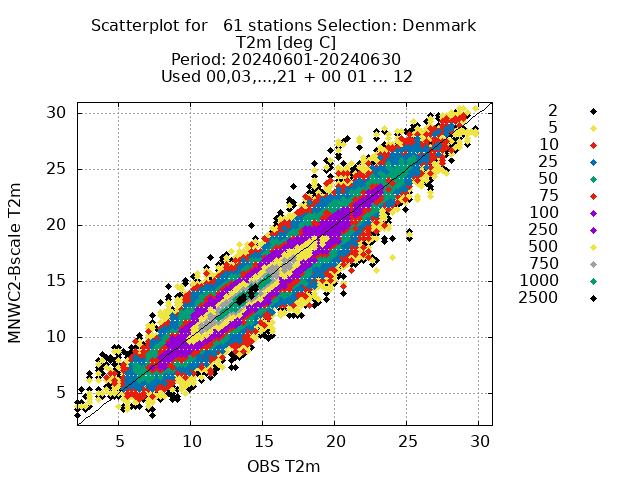 Scatterplot for   61 stations Selection: Denmark
T2m [deg C]
Period: 20240601-20240630
Used 00,03,...,21 + 00 01 ... 12
MNWC2-Bscale T2m
30
25
20
15
10
5
5 10 15 20 25 30
OBS T2m
2
5
10
25
50
75
100
250
500
750
1000
2500